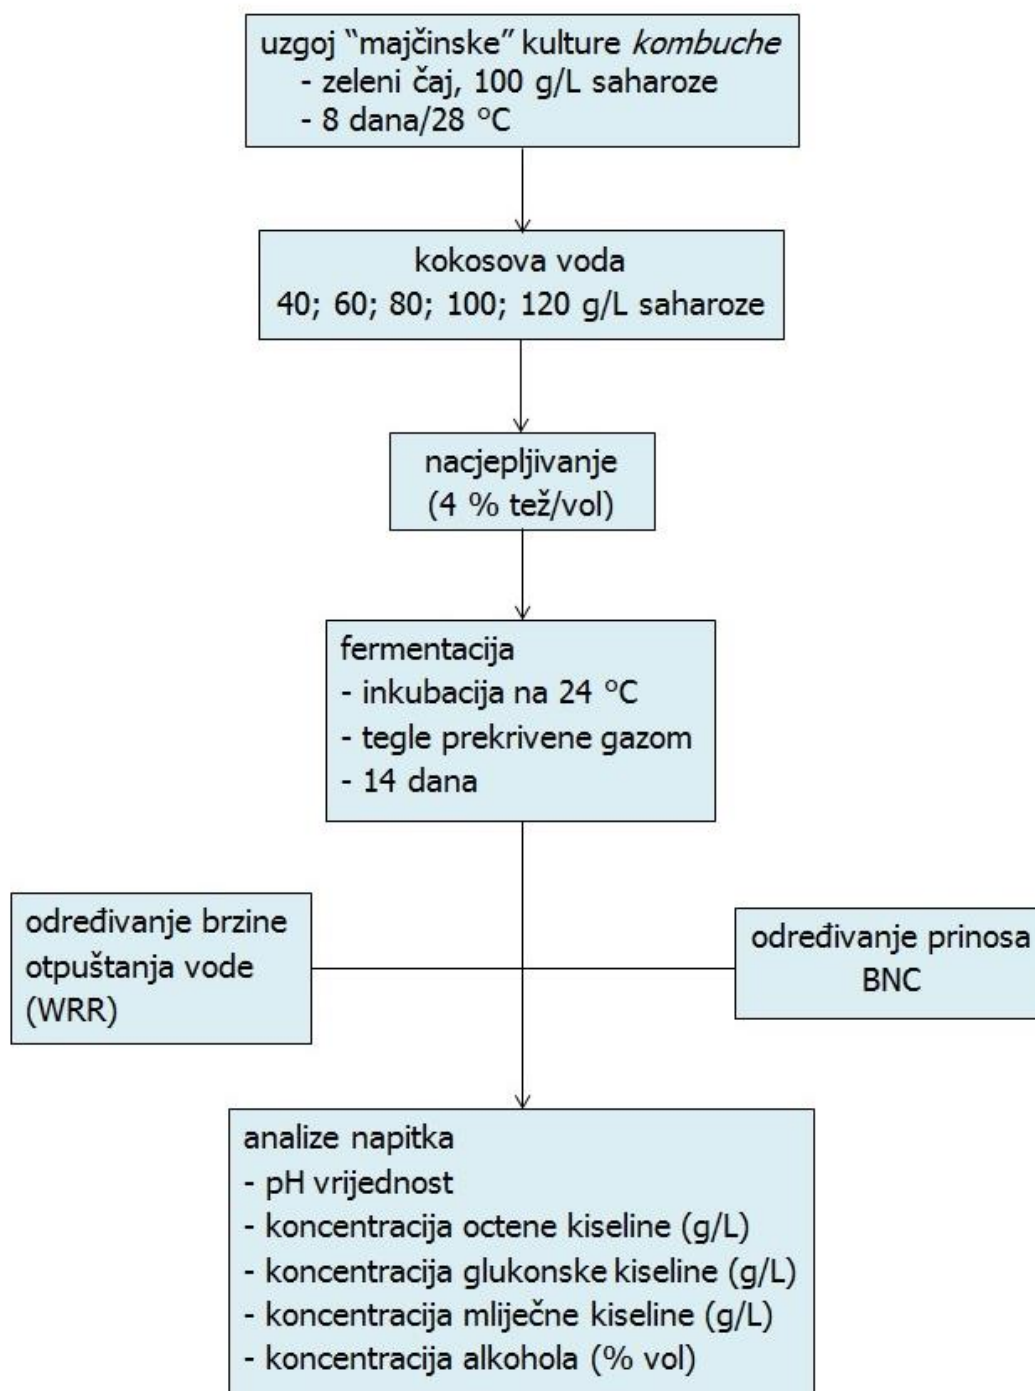 uzgoj “majčinske” kulture kombuche
- zeleni čaj, 100 g/L saharoze
- 8 dana/28 °C
kokosova voda
40; 60; 80; 100; 120 g/L saharoze
nacjepljivanje
(4 % tež/vol)
fermentacija
- inkubacija na 24 °C
- tegle prekrivene gazom
- 14 dana
određivanje brzine
otpuštanja vode
(WRR)
određivanje prinosa
BNC
analize napitka
- pH vrijednost
- koncentracija octene kiseline (g/L)
- koncentracija glukonske kiseline (g/L)
- koncentracija mliječne kiseline (g/L)
- koncentracija alkohola (% vol)